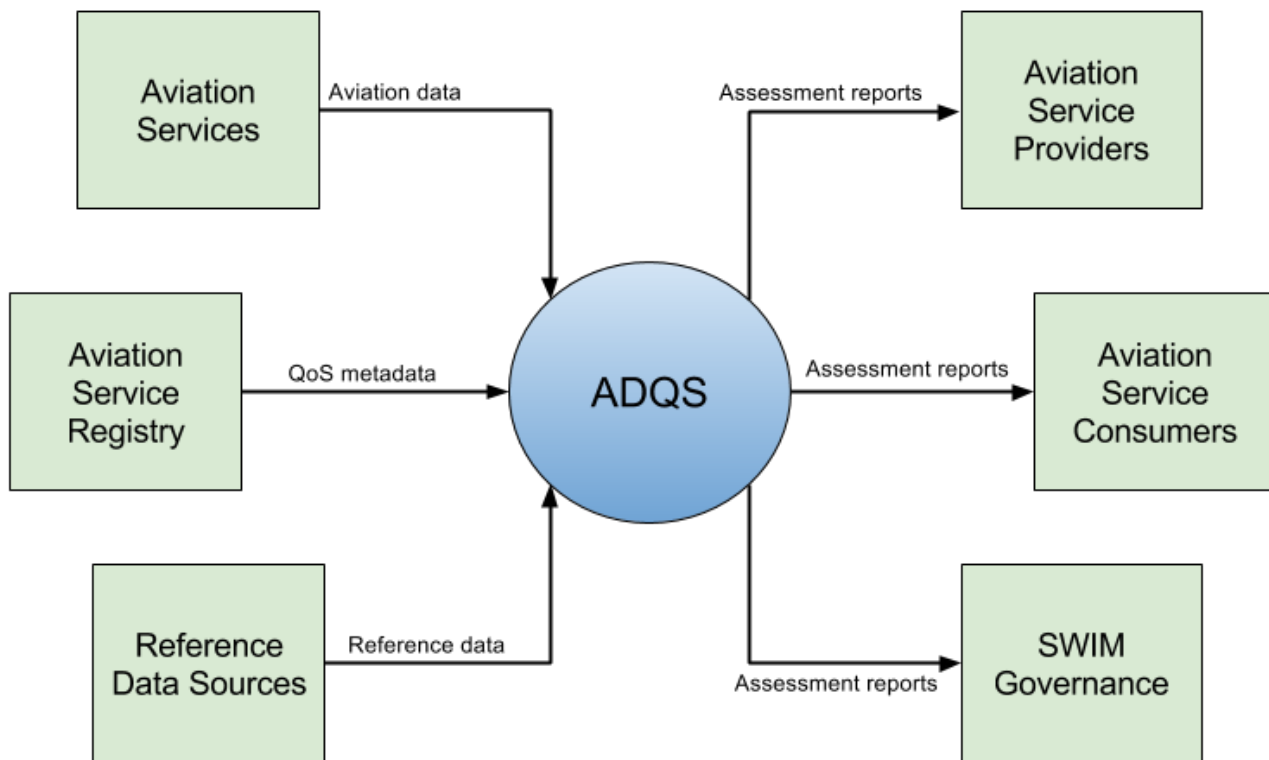 Aviation
Services
Aviation data
Assessment reports
Aviation
Service
Providers
Aviation
Service
Registry
QoS metadata
ADQS
Assessment reports
Aviation
Service
Consumers
Reference
Data Sources
Reference data
Assessment reports
SWIM
Governance